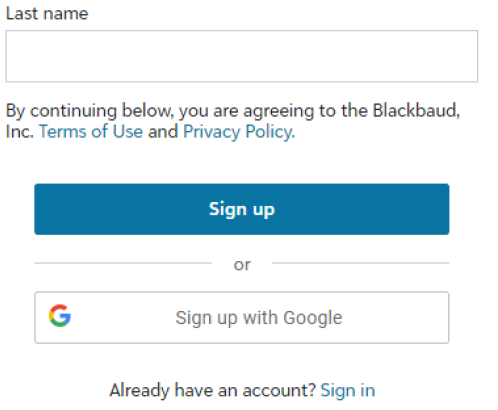 Last name
By continuing below, you are agreeing to the Blackbaud,
Inc. Terms of Use and Privacy Policy.
Sign up
or
Sign up with Google
Already have an account? Sign in